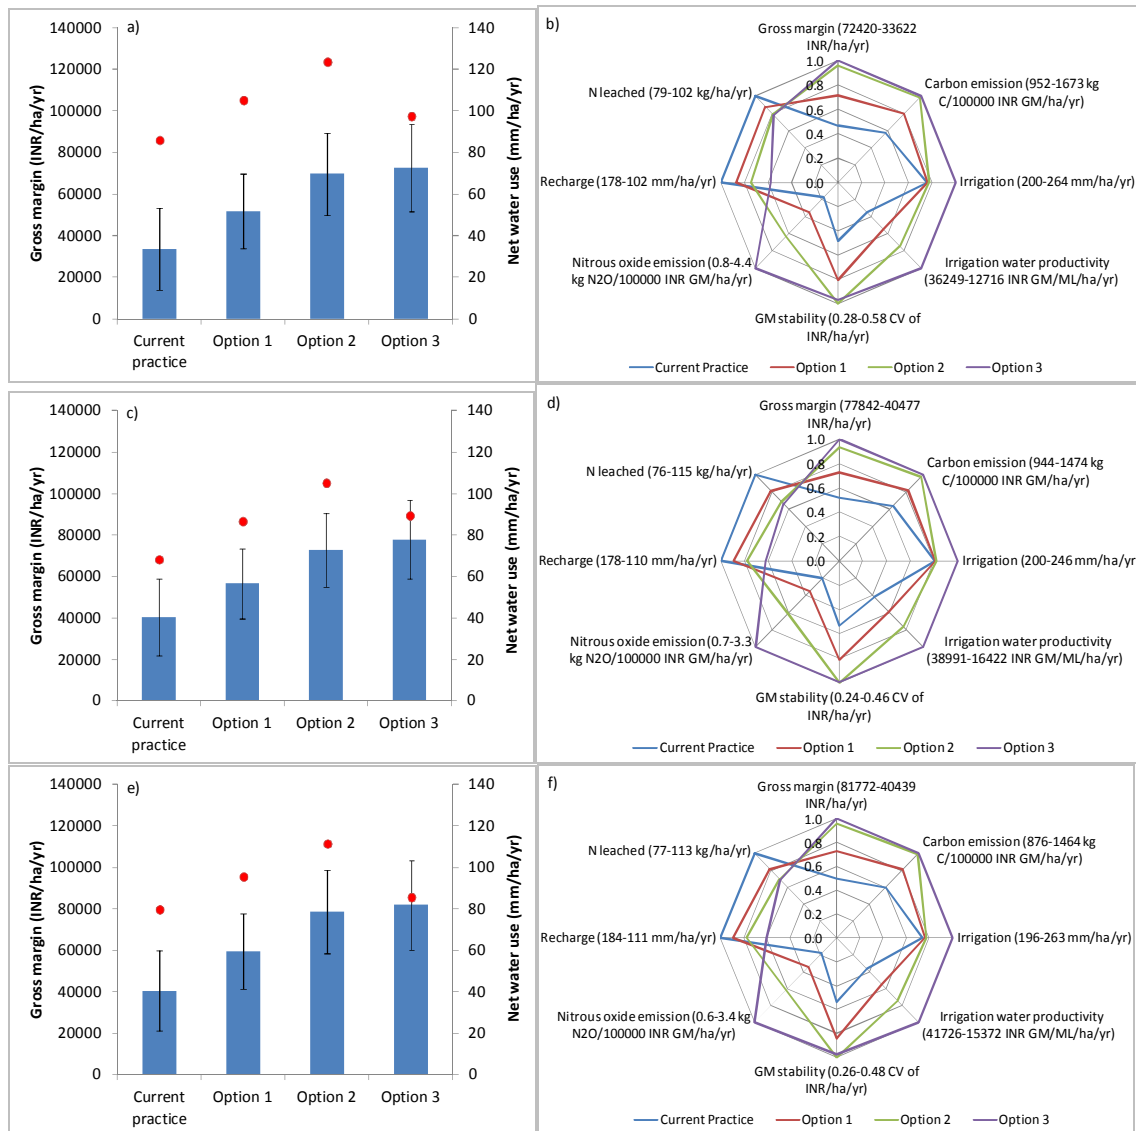 a)
Gross margin (INR/ha/yr)
140000
120000
100000
80000
60000
40000
20000
0
Current
practice
Option 1
Option 2
Option 3
140
120
100
80
60
40
20
0
Net water use (mm/ha/yr)
b)
Gross margin (72420-33622
INR/ha/yr)
Carbon emission (952-1673 kg
C/100000 INR GM/ha/yr)
Irrigation (200-264 mm/ha/yr)
Irrigation water productivity
(36249-12716 INR GM/ML/ha/yr)
GM stability (0.28-0.58 CV of
INR/ha/yr)
Nitrous oxide emission (0.8-4.4
kg N2O/100000 INR GM/ha/yr)
Recharge (178-102 mm/ha/yr)
N leached (79-102 kg/ha/yr)
1.0
0.8
0.6
0.4
0.2
0.0
Current Practice
Option 1
Option 2
Option 3
c)
Gross margin (INR/ha/yr)
140000
120000
100000
80000
60000
40000
20000
0
Current
practice
Option 1
Option 2
Option 3
140
120
100
80
60
40
20
0
Net water use (mm/ha/yr)
d)
Gross margin (77842-40477
INR/ha/yr)
Carbon emission (944-1474 kg
C/100000 INR GM/ha/yr)
Irrigation (200-246 mm/ha/yr)
Irrigation water productivity
(38991-16422 INR GM/ML/ha/yr)
GM stability (0.24-0.46 CV of
INR/ha/yr)
Nitrous oxide emission (0.7-3.3
kg N2O/100000 INR GM/ha/yr)
Recharge (178-110 mm/ha/yr)
N leached (76-115 kg/ha/yr)
1.0
0.8
0.6
0.4
0.2
0.0
Current Practice
Option 1
Option 2
Option 3
e)
Gross margin (INR/ha/yr)
140000
120000
100000
80000
60000
40000
20000
0
Current
practice
Option 1
Option 2
Option 3
140
120
100
80
60
40
20
0
Net water use (mm/ha/yr)
f)
Gross margin (81772-40439
INR/ha/yr)
Carbon emission (876-1464 kg
C/100000 INR GM/ha/yr)
Irrigation (196-263 mm/ha/yr)
Irrigation water productivity
(41726-15372 INR GM/ML/ha/yr)
GM stability (0.26-0.48 CV of
INR/ha/yr)
Nitrous oxide emission (0.6-3.4 kg
N2O/100000 INR GM/ha/yr)
Recharge (184-111 mm/ha/yr)
N leached (77-113 kg/ha/yr)
1.0
0.8
0.6
0.4
0.2
0.0
Current Practice
Option 1
Option 2
Option 3